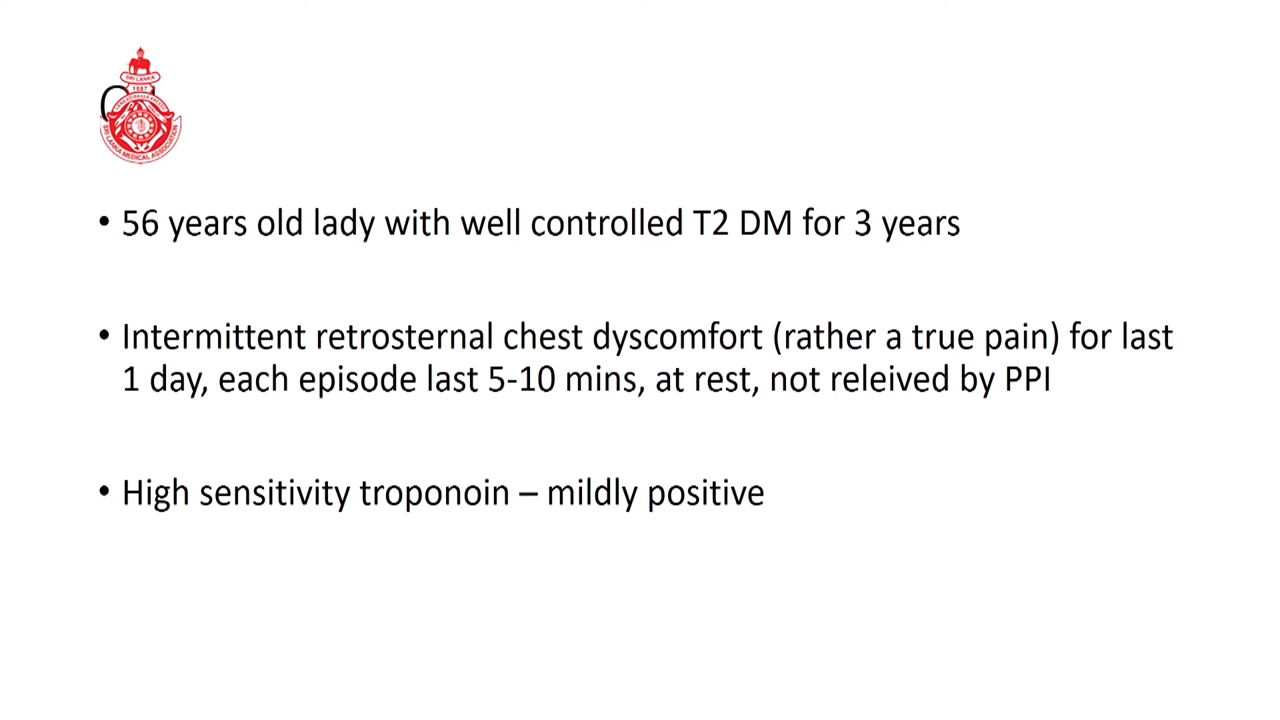 SRI LANKA
1887
SRI LANKA MEDICAL ASSOCIATION
• 56 years old lady with well controlled T2 DM for 3 years
• Intermittent retrosternal chest dyscomfort (rather a true pain) for last
1 day, each episode last 5-10 mins, at rest, not releived by PPI
• High sensitivity troponoin – mildly positive